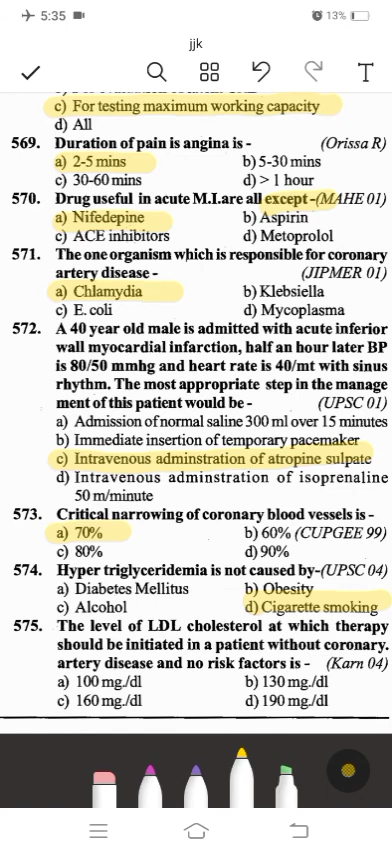 5:35
13%
jjk
T
c) For testing maximum working capacity
d) All
569. Duration of pain is angina is - (Orissa R)
a) 2-5 mins b) 5-30 mins
c) 30-60 mins d) > 1 hour
570. Drug useful in acute M.I.are all except -(MAHE 01)
a) Nifedepine b) Aspirin
c) ACE inhibitors d) Metoprolol
571. The one organism which is responsible for coronary
artery disease - (JIPMER 01)
a) Chlamydia b) Klebsiella
c) E. coli d) Mycoplasma
572. A 40 year old male is admitted with acute inferior
wall myocardial infarction, half an hour later BP
is 80/50 mmhg and heart rate is 40/mt with sinus
rhythm. The most appropriate step in the manage
ment of this patient would be - (UPSC 01)
a) Admission of normal saline 300 ml over 15 minutes
b) Immediate insertion of temporary pacemaker
c) Intravenous adminstration of atropine sulpate
d) Intravenous adminstration of isoprenaline
50 m/minute
573. Critical narrowing of coronary blood vessels is -
a) 70% b) 60% (CUPGEE 99)
c) 80% d) 90%
574. Hyper triglyceridemia is not caused by-(UPSC 04)
a) Diabetes Mellitus b) Obesity
c) Alcohol d) Cigarette smoking
575. The level of LDL cholesterol at which therapy
should be initiated in a patient without coronary.
artery disease and no risk factors is - (Karn 04)
a) 100 mg./dl b) 130 mg./dl
c) 160 mg./dl d) 190 mg./dl